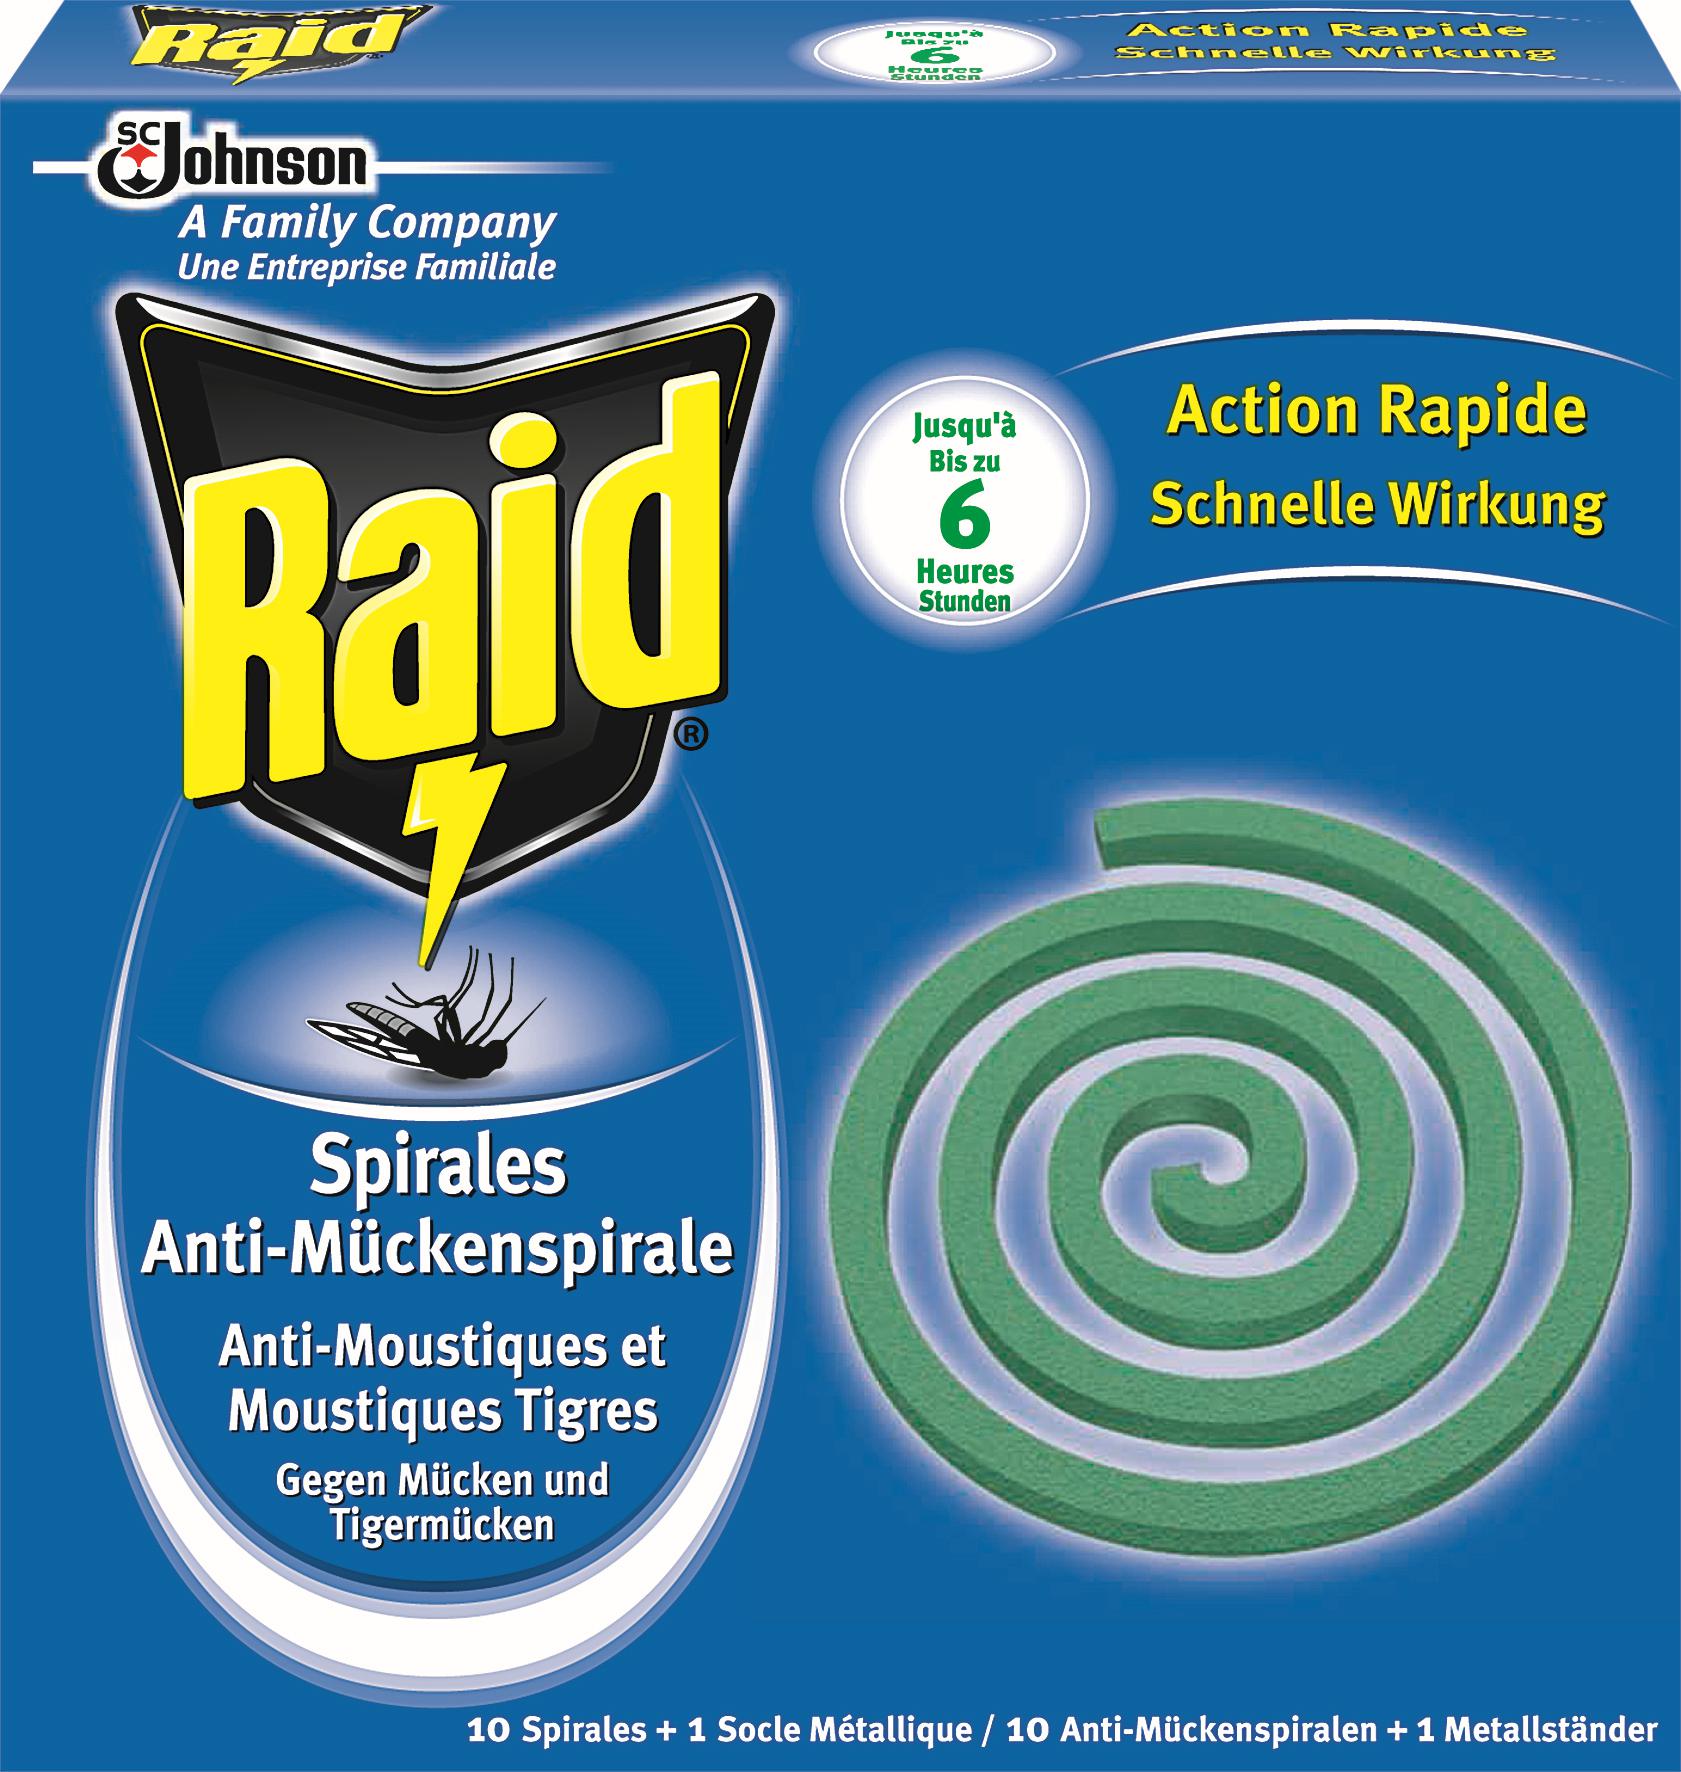 Raid
Jusqu'à
Bis zu
6
Heures
Stunden
Action Rapide
Schnelle Wirkung
SC Johnson
A Family Company
Une Entreprise Familiale
Raid®
Jusqu'à
Bis zu
6
Heures
Stunden
Action Rapide
Schnelle Wirkung
Spirales
Anti-Mückenspirale
Anti-Moustiques et
Moustiques Tigres
Gegen Mücken und
Tigermücken
10 Spirales + 1 Socle Métallique / 10 Anti-Mückenspiralen + 1 Metallständer